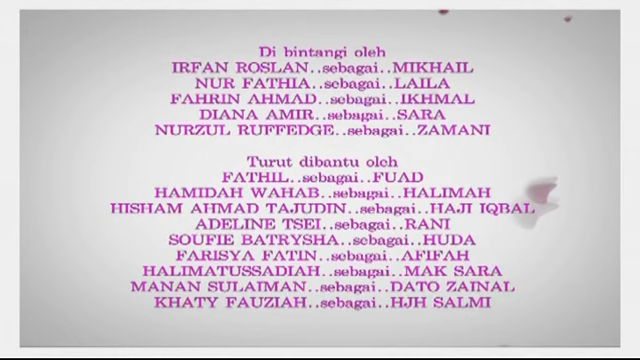 Di bintangi oleh
IRFAN ROSLAN..sebagai..MIKHAIL
NUR FATHIA..sebagai..LAILA
FAHRIN AHMAD..sebagai..IKHMAL
DIANA AMIR..sebagai..SARA
NURZUL RUFFEDGE..sebagai..ZAMANI
Turut dibantu oleh
FATHIL..sebagai..FUAD
HAMIDAH WAHAB..sebagai..HALIMAH
HISHAM AHMAD TAJUDIN..sebagai..HAJI IQBAL
ADELINE TSEI..sebagai..RANI
SOUFIE BATRYSHA..sebagai..HUDA
FARISYA FATIN..sebagai..AFIFAH
HALIMATUSSADIAH..sebagai..MAK SARA
MANAN SULAIMAN..sebagai..DATO ZAINAL
KHATY FAUZIAH..sebagai..HJH SALMI